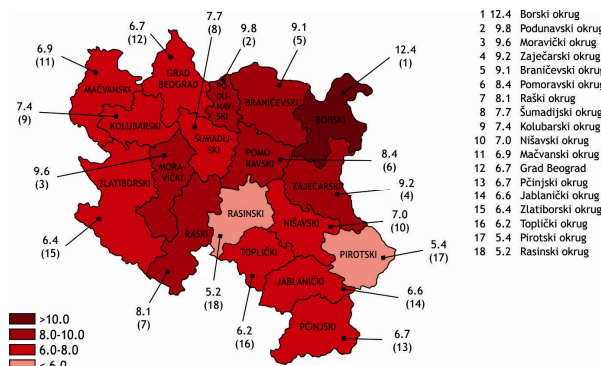 6.7
(12)
7.7
(8)
9.8
(2)
9.1
(5)
12.4
(1)
6.9
(11)
7.4
(9)
9.6
(3)
6.4
(15)
8.1
(7)
5.2
(18)
6.2
(16)
8.4
(6)
9.2
(4)
7.0
(10)
5.4
(17)
6.6
(14)
6.7
(13)
MAČVANSKI
GRAD
BEOGRAD
PO-
DUNAV-
SKI
BRANIČEVSKI
BORSKI
KOLUBARSKI
ŠUMADIJ-
SKI
POMO-
RAVSKI
MORA-
VIČKI
ZLATIBORSKI
ZAJEČARSKI
RASINSKI
RAŠKI
NIŠAVSKI
PIROTSKI
TOPLIČKI
JABLANIČKI
PČINJSKI
>10.0
8.0-10.0
6.0-8.0
< 6.0
1 12.4 Borski okrug
2 9.8 Podunavski okrug
3 9.6 Moravički okrug
4 9.2 Zaječarski okrug
5 9.1 Braničevski okrug
6 8.4 Pomoravski okrug
7 8.1 Raški okrug
8 7.7 Šumadijski okrug
9 7.4 Kolubarski okrug
10 7.0 Nišavski okrug
11 6.9 Mačvanski okrug
12 6.7 Grad Beograd
13 6.7 Pčinjski okrug
14 6.6 Jablanički okrug
15 6.4 Zlatiborski okrug
16 6.2 Toplički okrug
17 5.4 Pirotski okrug
18 5.2 Rasinski okrug